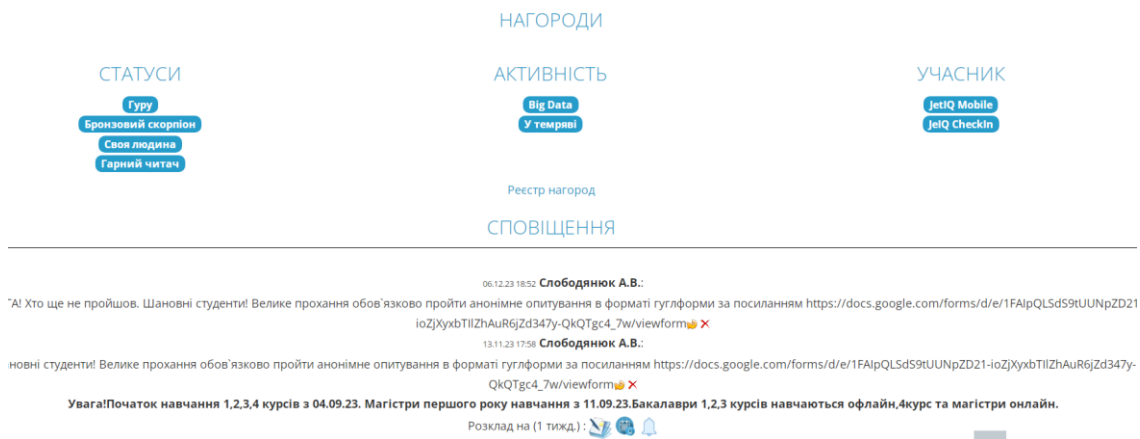 НАГОРОДИ
СТАТУСИ
Гуру
Бронзовий скорпіон
Своя людина
Гарний читач
АКТИВНІСТЬ
Big Data
У темряві
УЧАСНИК
JetIQ Mobile
JeIQ CheckIn
Реєстр нагород
СПОВІЩЕННЯ
06.12.23 18:52 Слободянюк А.В.:
ГА! Хто ще не пройшов. Шановні студенти! Велике прохання обов`язково пройти анонімне опитування в форматі гуглформи за посиланням https://docs.google.com/forms/d/e/1FAIpQLSdS9tUUNpZD21
ioZjXyxbTIlZhAuR6jZd347y-QkQTgc4_7w/viewform
13.11.23 17:58 Слободянюк А.В.:
новні студенти! Велике прохання обов`язково пройти анонімне опитування в форматі гуглформи за посиланням https://docs.google.com/forms/d/e/1FAIpQLSdS9tUUNpZD21-ioZjXyxbTIlZhAuR6jZd347y-
QkQTgc4_7w/viewform
Увага!Початок навчання 1,2,3,4 курсів з 04.09.23. Магістри першого року навчання з 11.09.23.Бакалаври 1,2,3 курсів навчаються офлайн,4курс та магістри онлайн.
Розклад на (1 тижд.) :